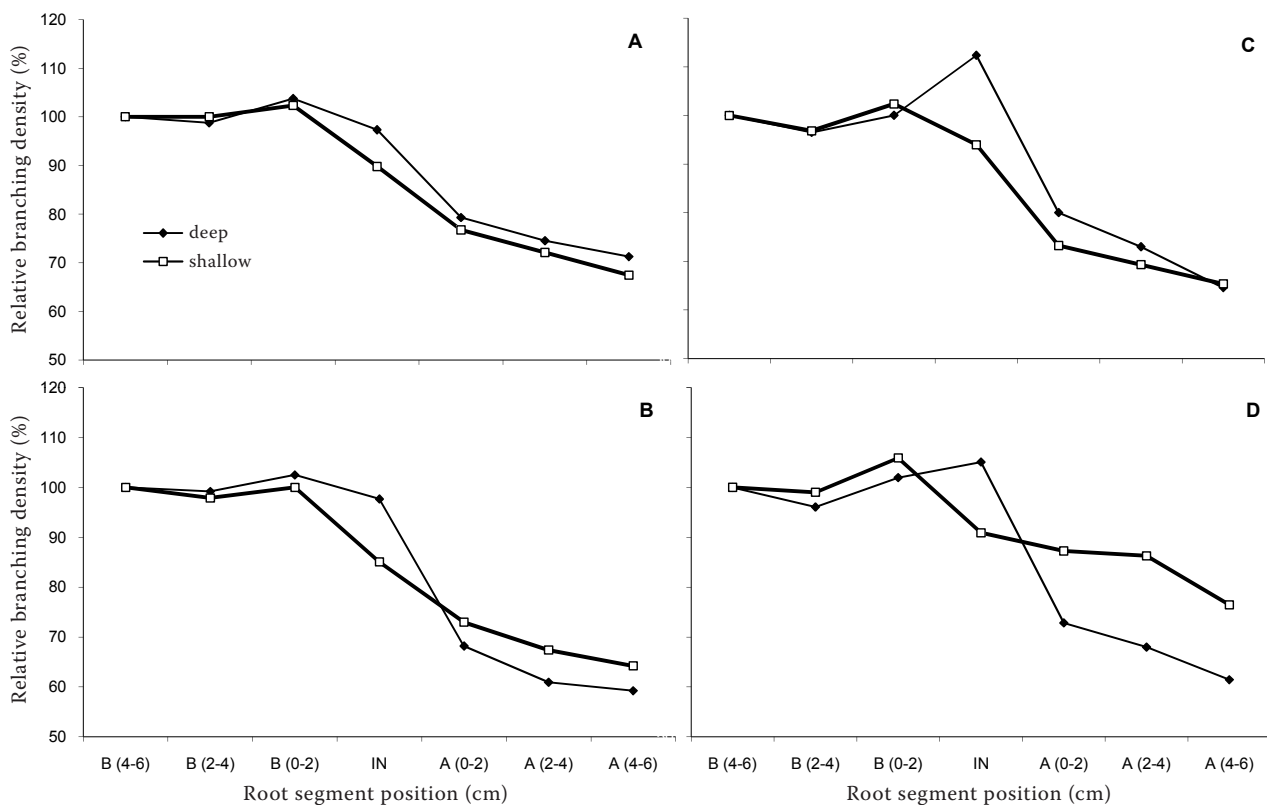 120
110
100
90
80
70
60
50
Relative branching density (%)
A
deep
shallow
C
Relative branching density (%)
120
110
100
90
80
70
60
50
Relative branching density (%)
B
D
B (4-6) B (2-4) B (0-2) IN A (0-2) A (2-4) A (4-6)
Root segment position (cm)
B (4-6) B (2-4) B (0-2) IN A (0-2) A (2-4) A (4-6)
Root segment position (cm)